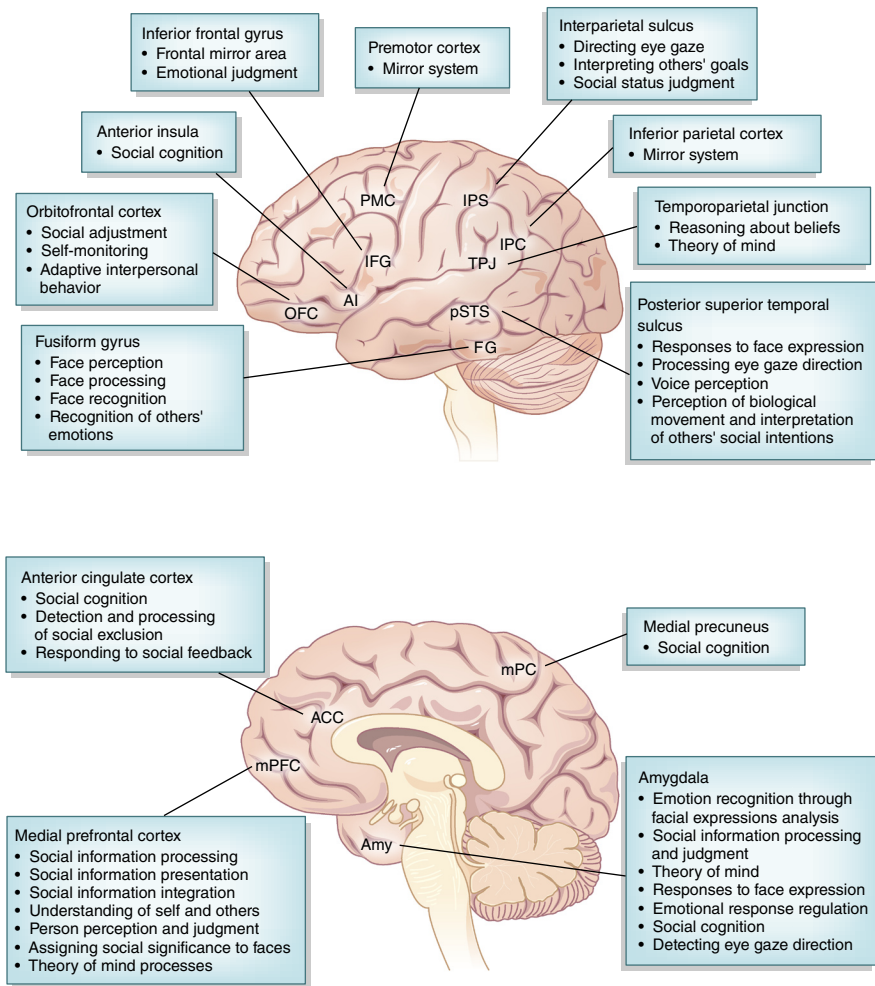 Inferior frontal gyrus
• Frontal mirror area
• Emotional judgment
Premotor cortex
• Mirror system
Interparietal sulcus
• Directing eye gaze
• Interpreting others' goals
• Social status judgment
Anterior insula
• Social cognition
Inferior parietal cortex
• Mirror system
Orbitofrontal cortex
• Social adjustment
• Self-monitoring
• Adaptive interpersonal
behavior
Temporoparietal junction
• Reasoning about beliefs
• Theory of mind
Fusiform gyrus
• Face perception
• Face processing
• Face recognition
• Recognition of others'
emotions
Posterior superior temporal
sulcus
• Responses to face expression
• Processing eye gaze direction
• Voice perception
• Perception of biological
movement and interpretation
of others' social intentions
PMC
IPS
IPC
IFG
TPJ
AI
OFC
pSTS
FG
Anterior cingulate cortex
• Social cognition
• Detection and processing
of social exclusion
• Responding to social feedback
Medial precuneus
• Social cognition
mPC
ACC
mPFC
Amy
Medial prefrontal cortex
• Social information processing
• Social information presentation
• Social information integration
• Understanding of self and others
• Person perception and judgment
• Assigning social significance to faces
• Theory of mind processes
Amygdala
• Emotion recognition through
facial expressions analysis
• Social information processing
and judgment
• Theory of mind
• Responses to face expression
• Emotional response regulation
• Social cognition
• Detecting eye gaze direction